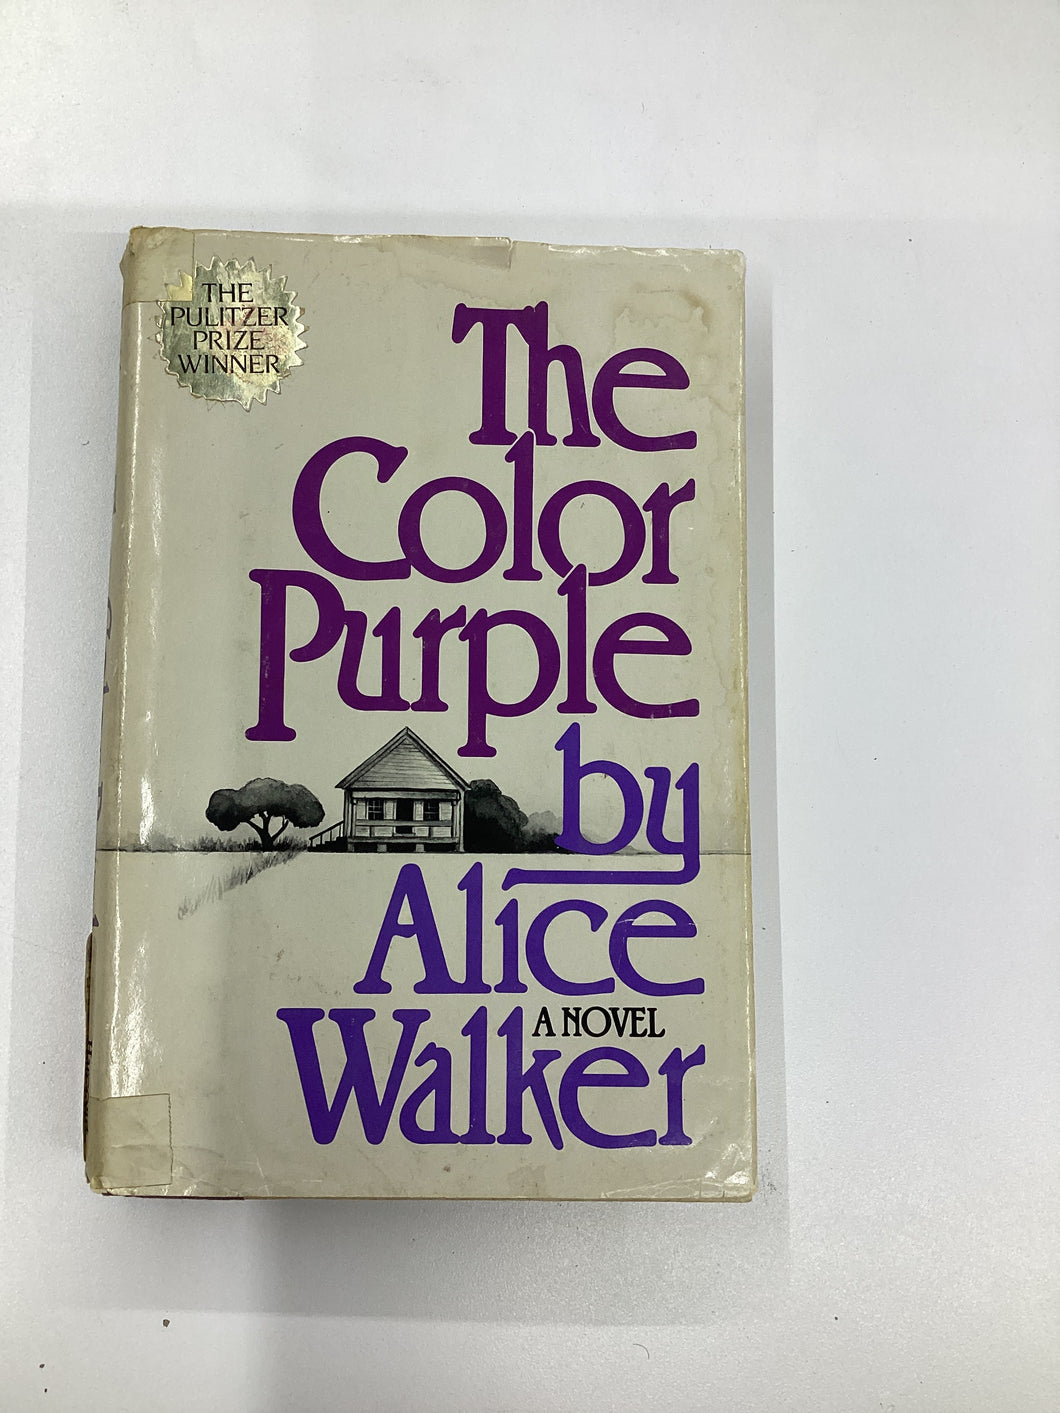 THE
PULITZER
PRIZE
WINNER
The
Color
Purple
by
Alice
Walker
A NOVEL